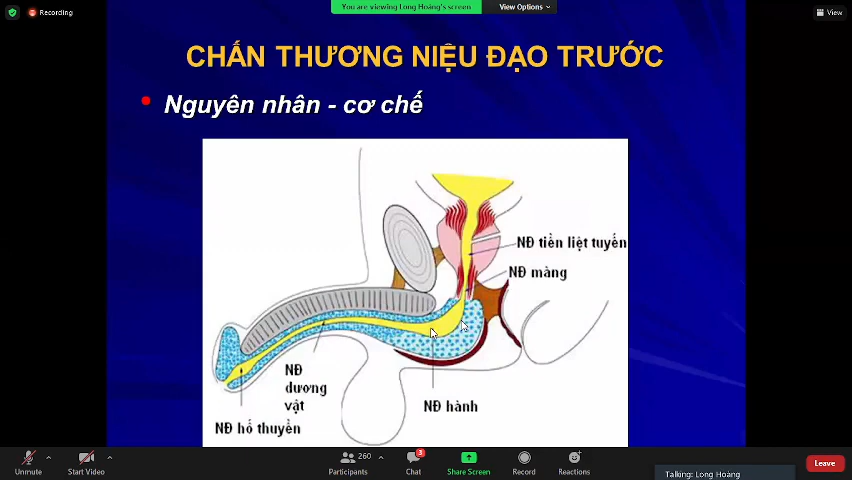 Recording
You are viewing Long Hoàng's screen
View Options
View
CHẤN THƯƠNG NIỆU ĐẠO TRƯỚC
Nguyên nhân - cơ chế
NĐ tiền liệt tuyến
NĐ màng
NĐ
dương
vật
NĐ hành
NĐ hố thuyền
Unmute
Start Video
260
Participants
3
Chat
Share Screen
Record
Reactions
Leave
Talking: Long Hoàng